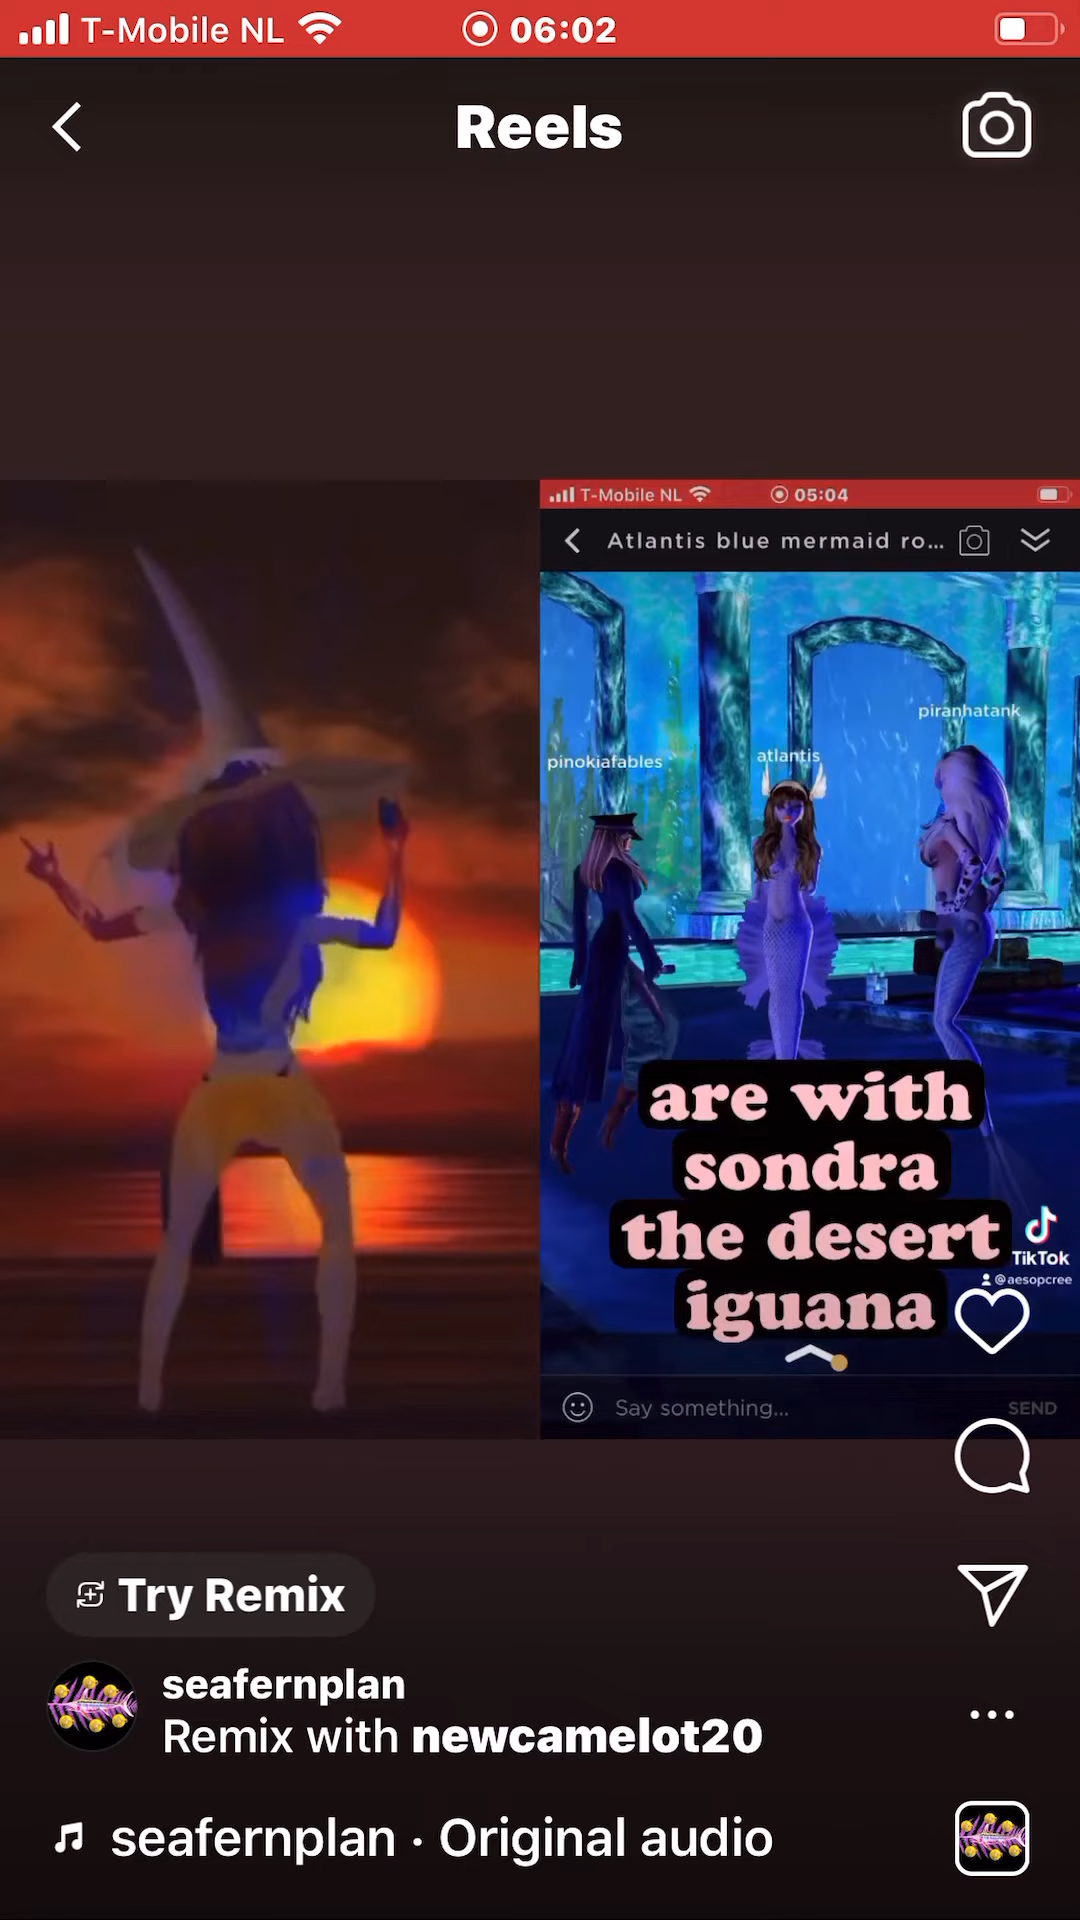 T-Mobile NL
06:02
Reels
T-Mobile NL
05:04
Atlantis blue mermaid ro...
piranhatank
atlantis
pinokiafables
are with
sondra
the desert
iguana
TikTok
@aesopcree
Say something...
SEND
Try Remix
seafernplan
Remix with newcamelot20
seafernplan · Original audio